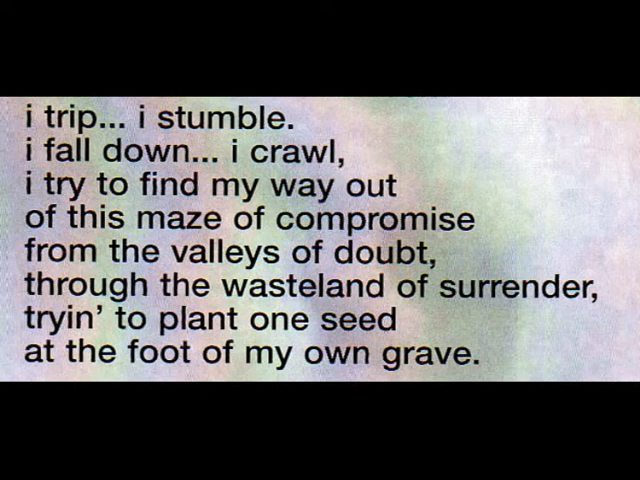 i trip... i stumble.
i fall down... i crawl,
i try to find my way out
of this maze of compromise
from the valleys of doubt,
through the wasteland of surrender,
tryin' to plant one seed
at the foot of my own grave.